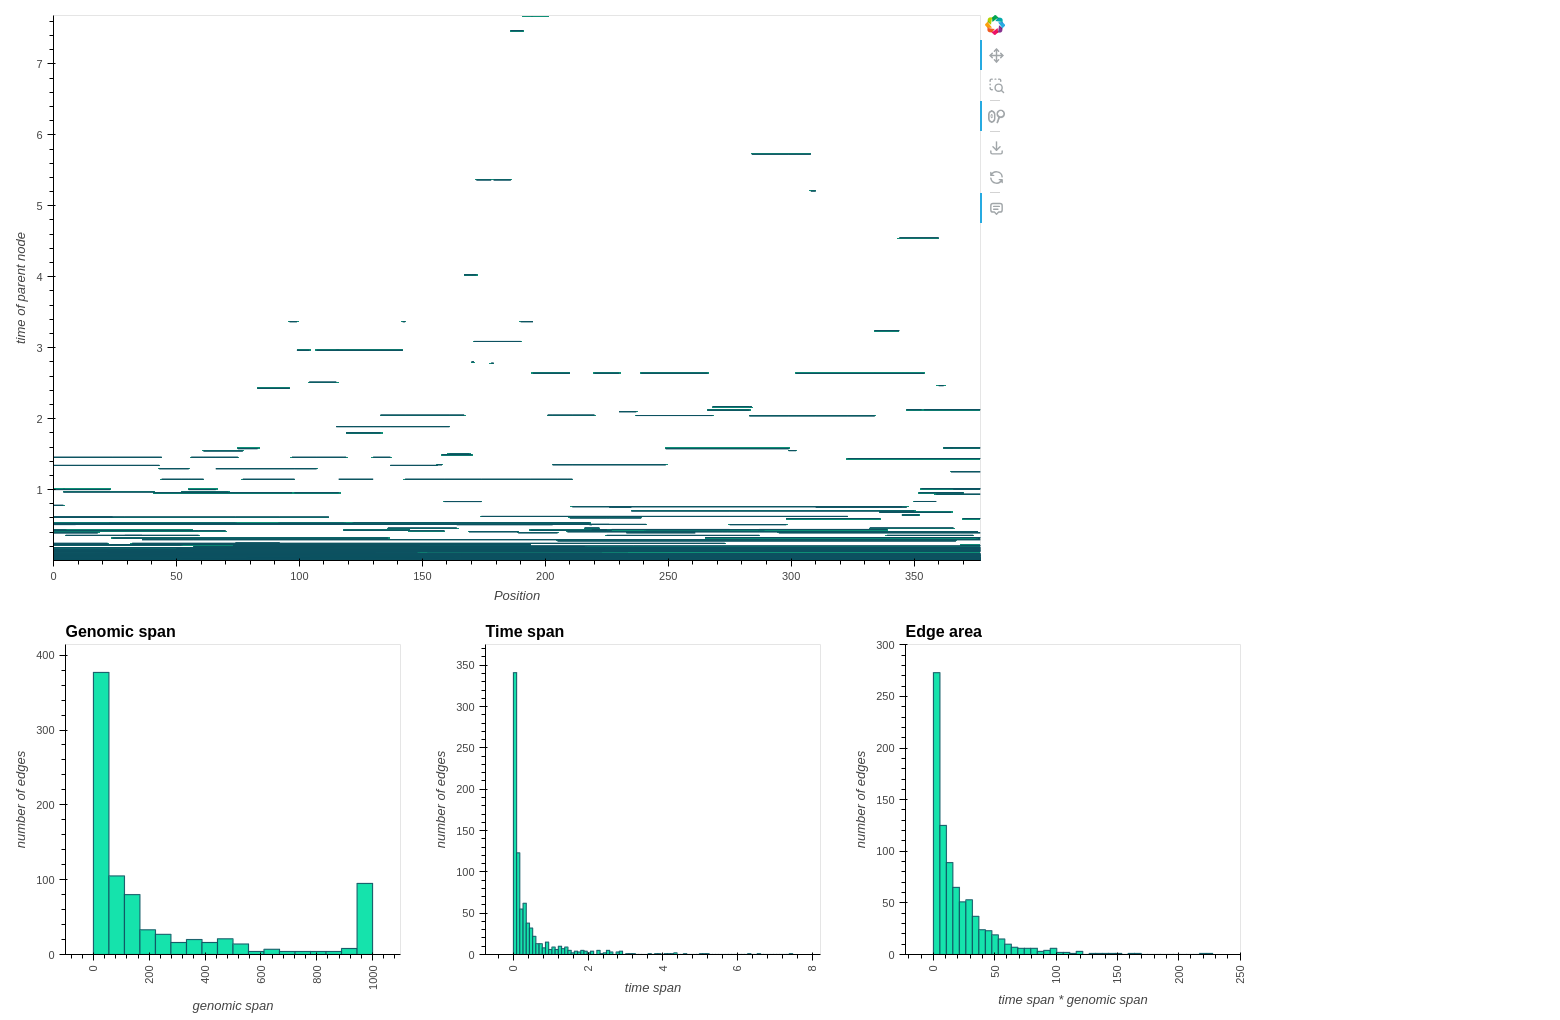 7
6
5
4
3
2
1
time of parent node
0 50 100 150 200 250 300 350
Position
Genomic span
400
300
200
100
0
number of edges
0 200 400 600 800 1000
genomic span
Time span
350
300
250
200
150
100
50
0
number of edges
0 2 4 6 8
time span
Edge area
300
250
200
150
100
50
0
number of edges
0 50 100 150 200 250
time span * genomic span